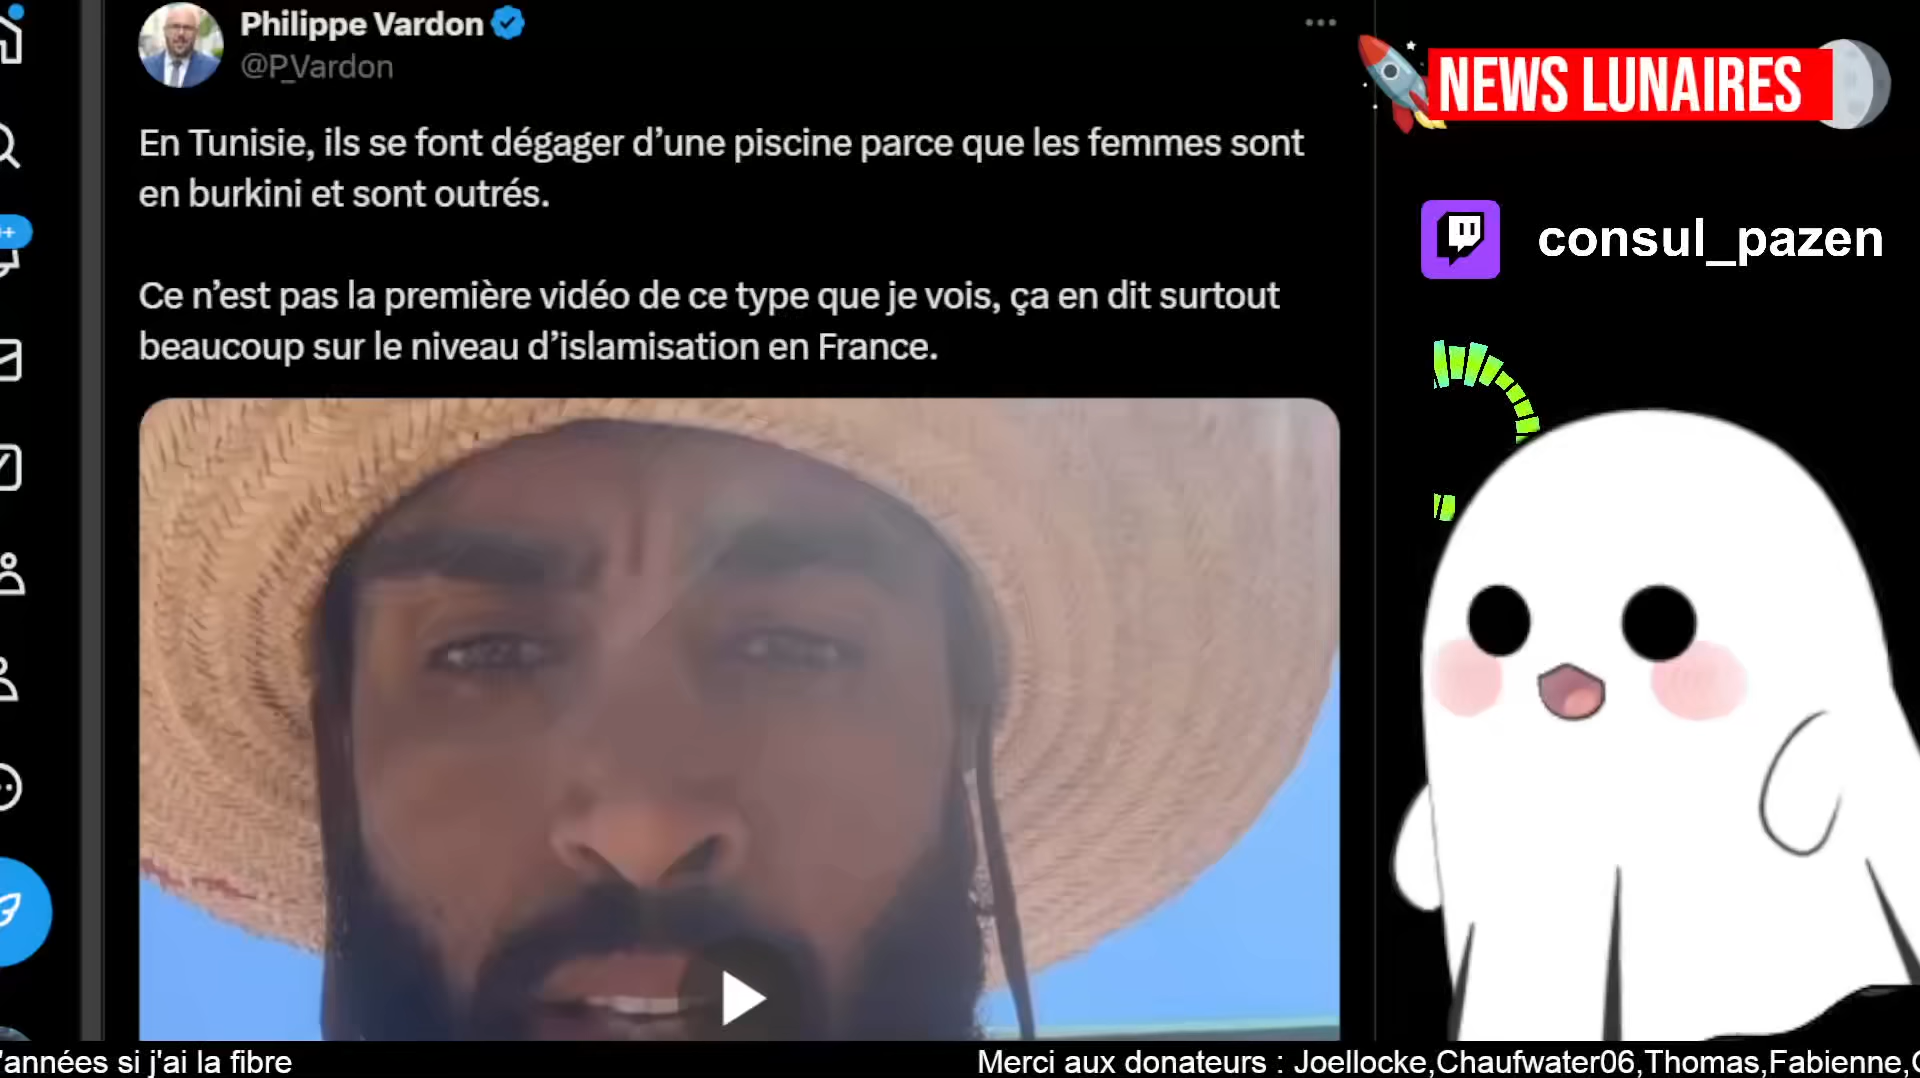 Philippe Vardon
@P_Vardon
En Tunisie, ils se font dégager d’une piscine parce que les femmes sont
en burkini et sont outrés.
Ce n’est pas la première vidéo de ce type que je vois, ça en dit surtout
beaucoup sur le niveau d’islamisation en France.
NEWS LUNAIRES
consul_pazen
'années si j'ai la fibre
Merci aux donateurs : Joellocke,Chaufwater06,Thomas,Fabienne,